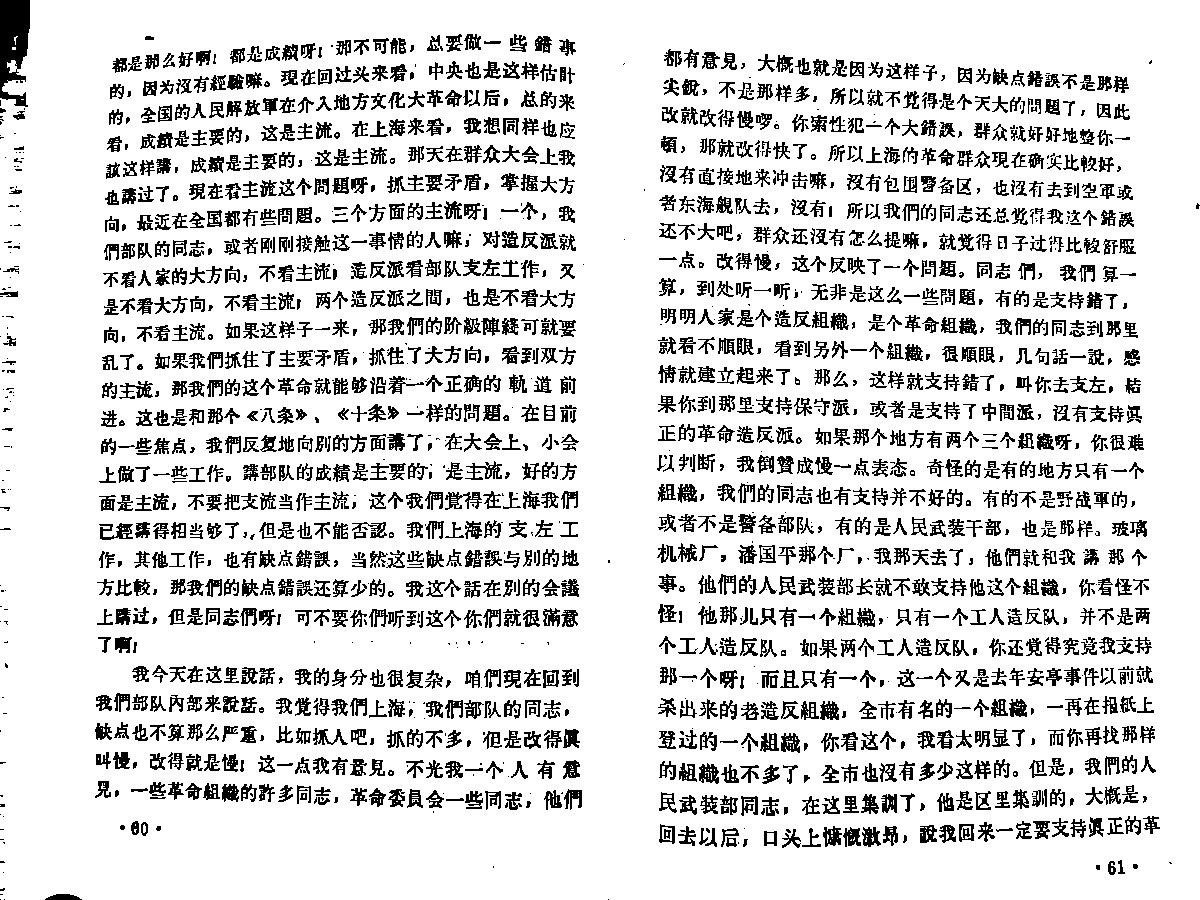 都是那么好啊！都是成績呀！那不可能，总要做一些錯事
的，因为沒有經驗嘛。現在回过头来看，中央也是这样估計
的，全国的人民解放軍在介入地方文化大革命以后，总的来
看，成績是主要的，这是主流。在上海来看，我想同样也应
該这样講，成績是主要的，这是主流。那天在群众大会上我
也講过了。現在看主流这个問題呀，抓主要矛盾，掌握大方
向，最近在全国都有些問題。三个方面的主流呀！一个，我
們部队的同志，或者刚刚接触这一事情的人嘛，对造反派就
不看人家的大方向，不看主流；造反派看部队支左工作，又
是不看大方向，不看主流；两个造反派之間，也是不看大方
向，不看主流。如果这样子一来，那我們的阶級陣綫可就要
乱了。如果我們抓住了主要矛盾，抓住了大方向，看到双方
的主流，那我們的这个革命就能够沿着一个正确的軌道前
进。这也是和那个《八条》、《十条》一样的問題。在目前
的一些焦点，我們反复地向別的方面講了，在大会上、小会
上做了一些工作。講部队的成績是主要的，是主流，好的方
面是主流，不要把支流当作主流，这个我們覚得在上海我們
已經講得相当够了，但是也不能否認。我們上海的支左工
作，其他工作，也有缺点錯誤，当然这些缺点錯誤与別的地
方比較，那我們的缺点錯誤还算少的。我这个話在別的会議
上講过，但是同志們呀！可不要你們听到这个你們就很滿意
了啊！
我今天在这里說話，我的身分也很复杂，咱們現在回到
我們部队內部来說話。我覚得我們上海，我們部队的同志，
缺点也不算那么严重，比如抓人吧，抓的不多，但是改得眞
叫慢，改得就是慢！这一点我有意見。不光我一个人有意
見，一些革命組織的許多同志，革命委員会一些同志，他們
·60·
都有意見，大概也就是因为这样子，因为缺点錯誤不是那样
尖銳，不是那样多，所以就不覚得是个天大的問題了，因此
改就改得慢啰。你索性犯一个大錯誤，群众就好好地整你一
頓，那就改得快了。所以上海的革命群众現在确实比較好，
沒有直接地来冲击嘛，沒有包围警备区，也沒有去到空軍或
者东海舰队去，沒有！所以我們的同志还总覚得我这个錯誤
还不大吧，群众还沒有怎么提嘛，就覚得日子过得比較舒服
一点。改得慢，这个反映了一个問題。同志們，我們算一
算，到处听一听，无非是这么一些問題，有的是支持錯了，
明明人家是个造反組織，是个革命組織，我們的同志到那里
就看不順眼，看到另外一个組織，很順眼，几句話一說，感
情就建立起来了。那么，这样就支持錯了，叫你去支左，結
果你到那里支持保守派，或者是支持了中間派，沒有支持眞
正的革命造反派。如果那个地方有两个三个組織呀，你很难
以判断，我倒贊成慢一点表态。奇怪的是有的地方只有一个
組織，我們的同志也有支持并不好的。有的不是野战軍的，
或者不是警备部队，有的是人民武装干部，也是那样。玻璃
机械厂，潘国平那个厂，我那天去了，他們就和我講那个
事。他們的人民武装部长就不敢支持他这个組織，你看怪不
怪！他那儿只有一个組織，只有一个工人造反队，并不是两
个工人造反队。如果两个工人造反队，你还覚得究竟我支持
那一个呀！而且只有一个，这一个又是去年安亭事件以前就
杀出来的老造反組織，全市有名的一个組織，一再在报紙上
登过的一个組織，你看这个，我看太明显了，而你再找那样
的組織也不多了，全市也沒有多少这样的。但是，我們的人
民武装部同志，在这里集訓了，他是区里集訓的，大概是，
回去以后，口头上慷慨激昂，說我回来一定要支持眞正的革
·61·